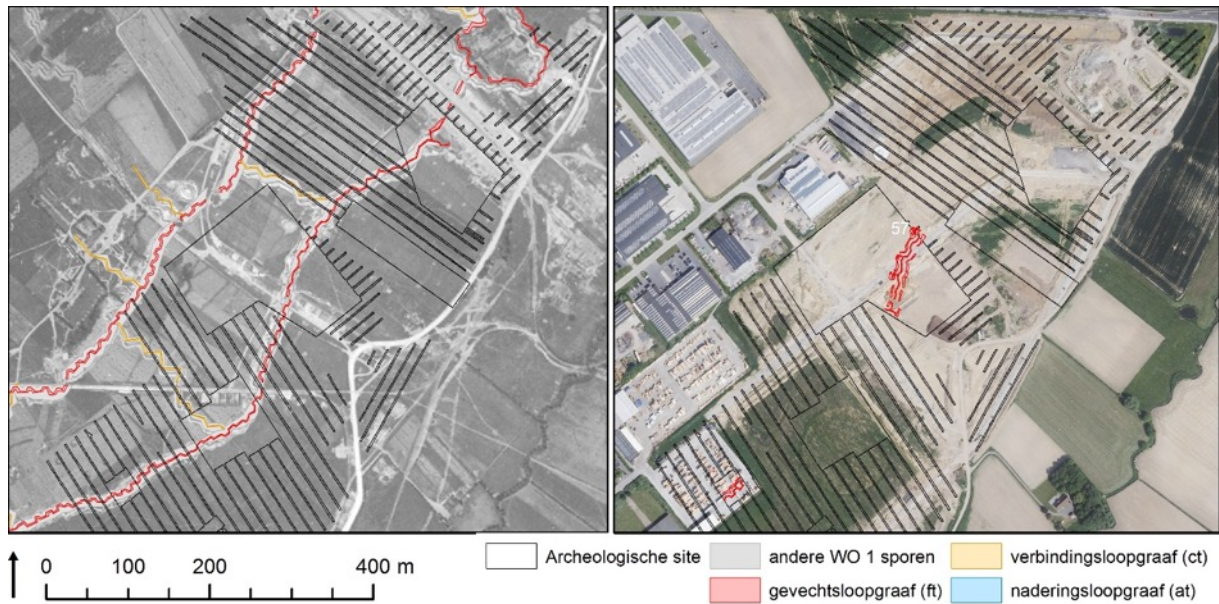 57
0 100 200 400 m
Archeologische site
andere WO 1 sporen
verbindingsloopgraaf (ct)
gevechtsloopgraaf (ft)
naderingsloopgraaf (at)